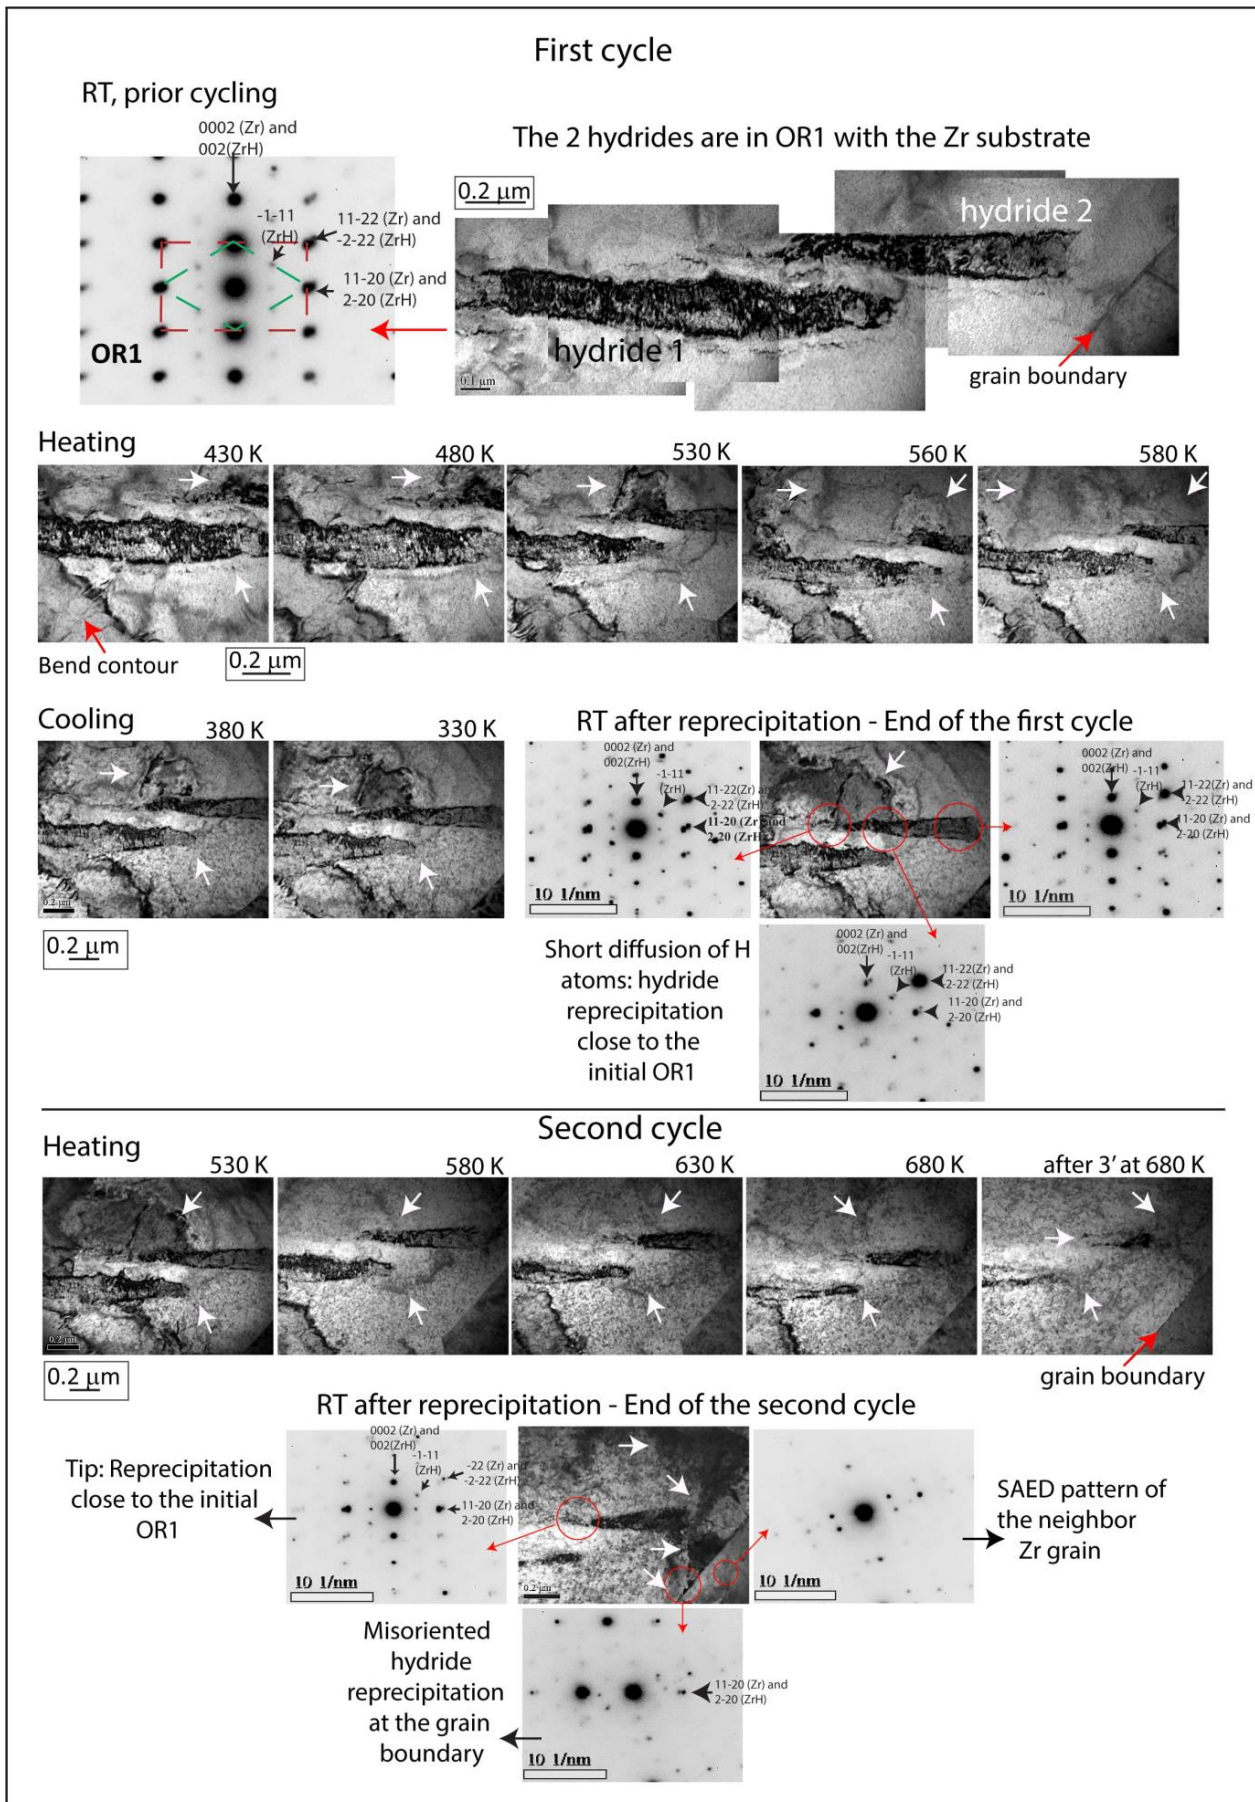 First cycle
RT, prior cycling
0002 (Zr) and
002(ZrH)
-1-11
(ZrH)
11-22 (Zr) and
-2-22 (ZrH)
11-20 (Zr) and
2-20 (ZrH)
OR1
The 2 hydrides are in OR1 with the Zr substrate
0.2 μm
hydride 2
hydride 1
0.1 μm
grain boundary
Heating
430 K
480 K
530 K
560 K
580 K
Bend contour
0.2 μm
Cooling
380 K
330 K
0.2 μm
0.2 μm
RT after reprecipitation - End of the first cycle
0002 (Zr) and
002(ZrH)
-1-11
(ZrH)
11-22(Zr) and
-2-22 (ZrH)
11-20 (Zr) and
2-20 (ZrH)
10 1/nm
0002 (Zr) and
002(ZrH)
-1-11
(ZrH)
11-22(Zr) and
-2-22 (ZrH)
11-20 (Zr) and
2-20 (ZrH)
10 1/nm
Short diffusion of H
atoms: hydride
reprecipitation
close to the
initial OR1
0002 (Zr) and
002(ZrH)
-1-11
(ZrH)
11-22(Zr) and
-2-22 (ZrH)
11-20 (Zr) and
2-20 (ZrH)
10 1/nm
Second cycle
Heating
530 K
580 K
630 K
680 K
after 3' at 680 K
0.2 μm
0.2 μm
grain boundary
RT after reprecipitation - End of the second cycle
Tip: Reprecipitation
close to the initial
OR1
0002 (Zr) and
002(ZrH)
-1-11
(ZrH)
-22 (Zr) and
-2-22 (ZrH)
11-20 (Zr) and
2-20 (ZrH)
10 1/nm
0.2 μm
10 1/nm
SAED pattern of
the neighbor
Zr grain
Misoriented
hydride
reprecipitation
at the grain
boundary
11-20 (Zr) and
2-20 (ZrH)
10 1/nm